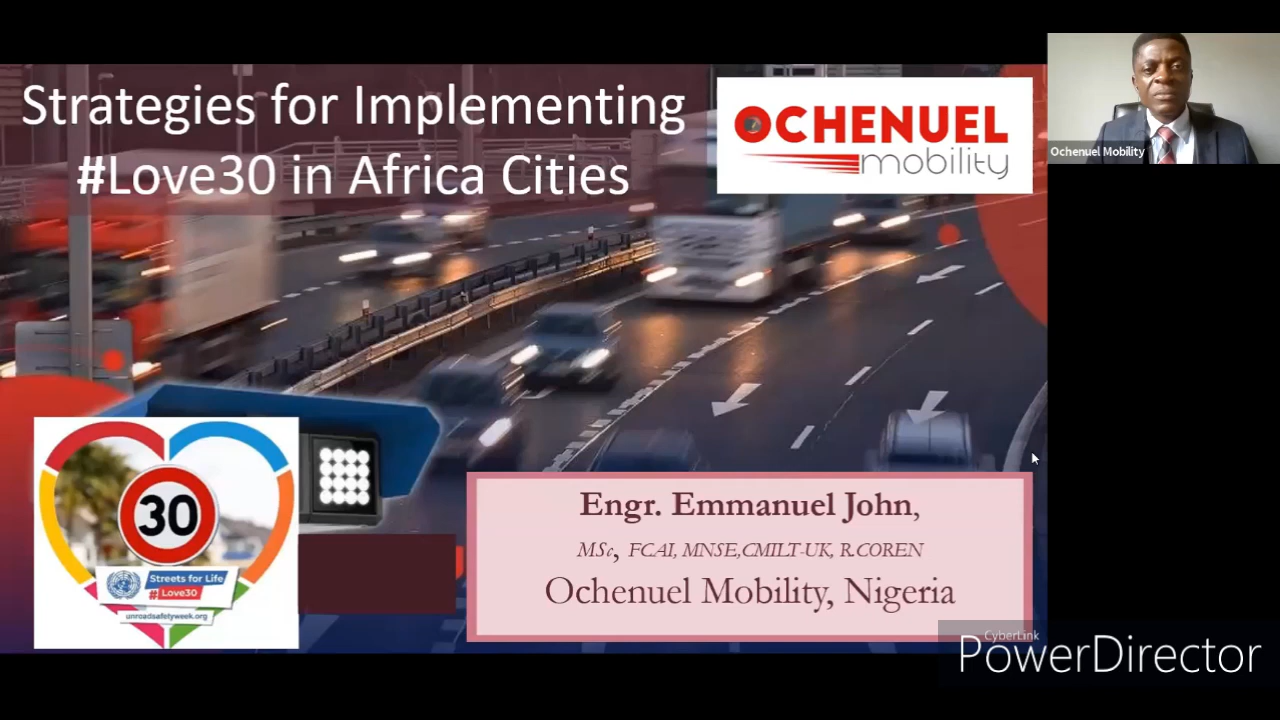 Strategies for Implementing
#Love30 in Africa Cities
OCHENUEL
mobility
Ochenuel Mobility
30
Streets for Life
#Love30
unroadsafetyweek.org
Engr. Emmanuel John,
MSc, FCAI, MNSE,CMILT-UK, R.COREN
Ochenuel Mobility, Nigeria
CyberLink
PowerDirector